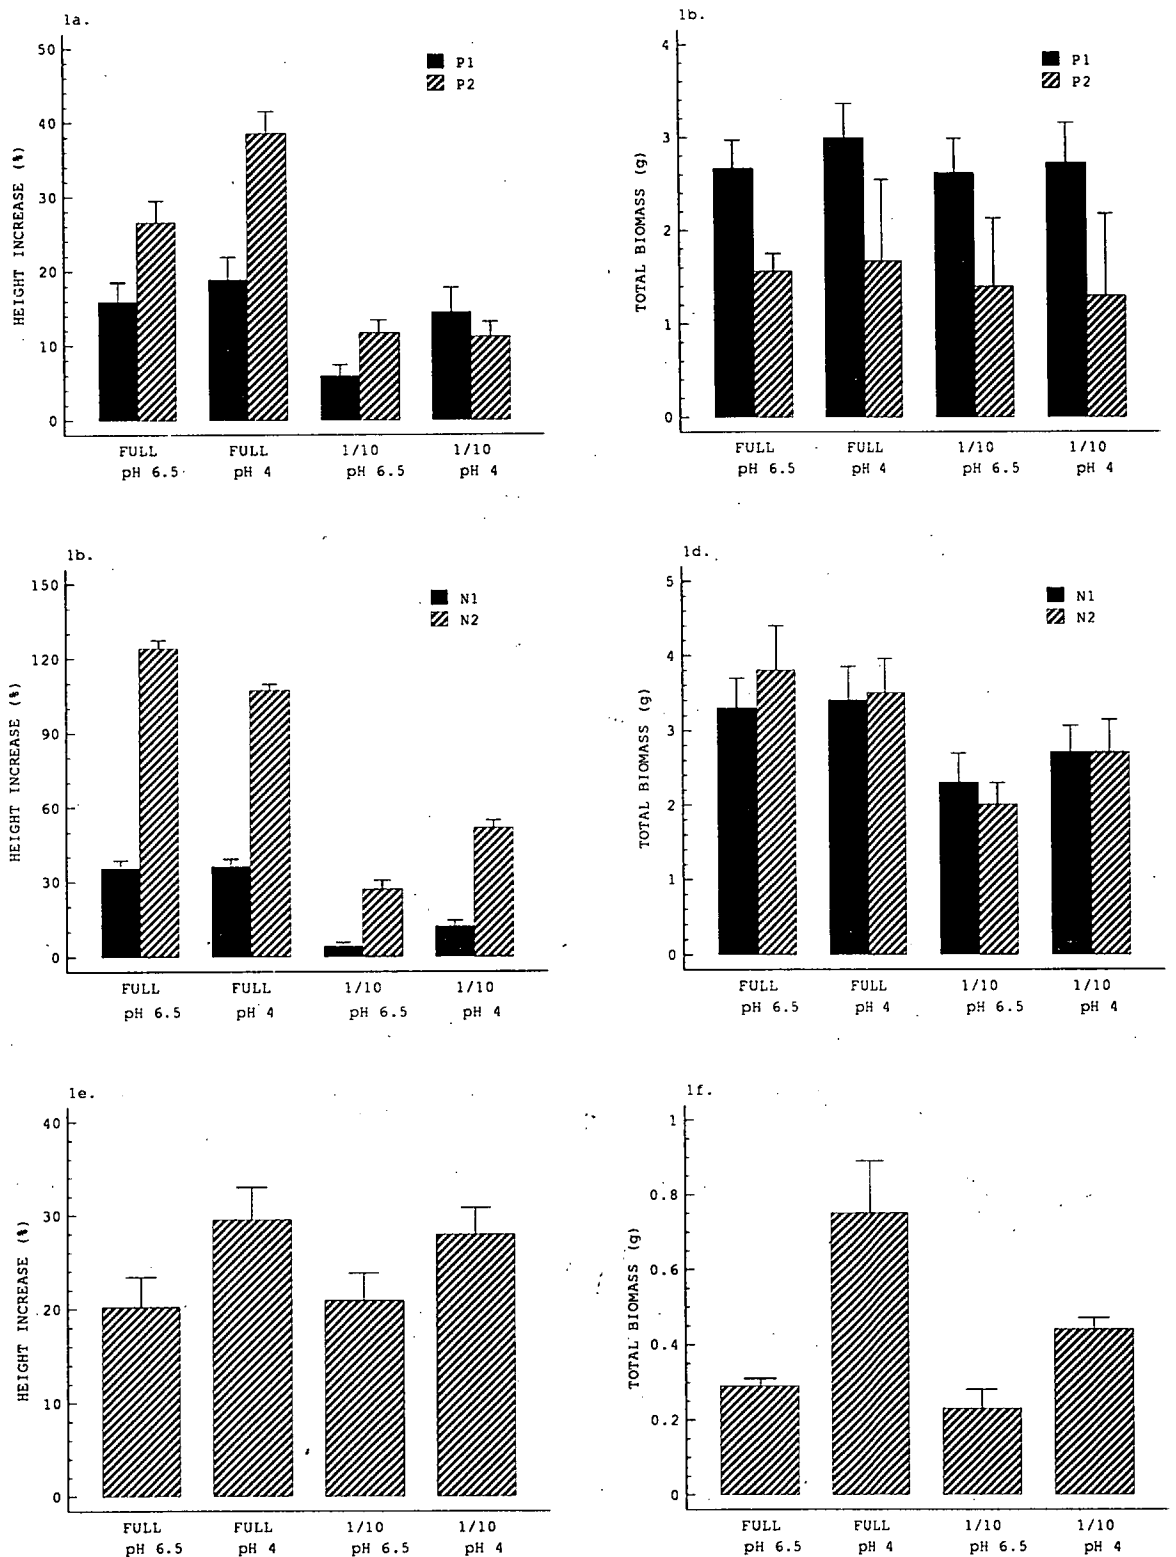 1a.
HEIGHT INCREASE (%)
50
40
30
20
10
0
P1
P2
FULL FULL 1/10 1/10
pH 6.5 pH 4 pH 6.5 pH 4
1b.
TOTAL BIOMASS (g)
4
3
2
1
0
P1
P2
FULL FULL 1/10 1/10
pH 6.5 pH 4 pH 6.5 pH 4
1b.
HEIGHT INCREASE (%)
150
120
90
60
30
0
N1
N2
FULL FULL 1/10 1/10
pH 6.5 pH 4 pH 6.5 pH 4
1d.
TOTAL BIOMASS (g)
5
4
3
2
1
0
N1
N2
FULL FULL 1/10 1/10
pH 6.5 pH 4 pH 6.5 pH 4
1e.
HEIGHT INCREASE (%)
40
30
20
10
0
FULL FULL 1/10 1/10
pH 6.5 pH 4 pH 6.5 pH 4
1f.
TOTAL BIOMASS (g)
1
0.8
0.6
0.4
0.2
0
FULL FULL 1/10 1/10
pH 6.5 pH 4 pH 6.5 pH 4